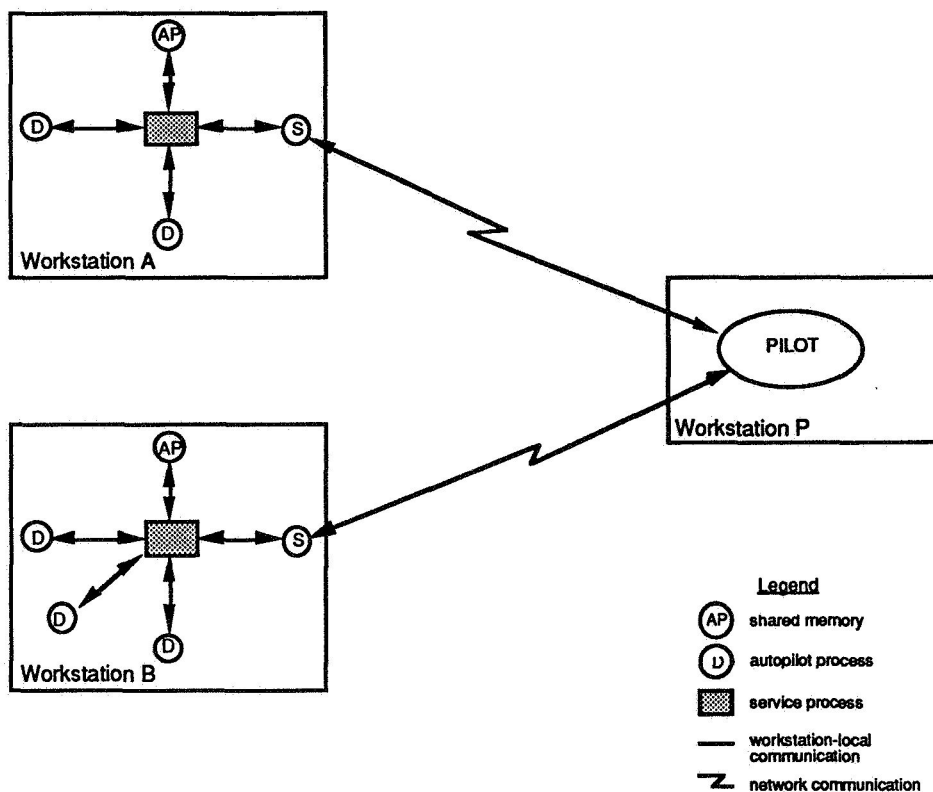 AP
D
S
D
Workstation A
PILOT
Workstation P
AP
D
S
D
D
Workstation B
Legend
AP shared memory
D autopilot process
service process
workstation-local
communication
network communication